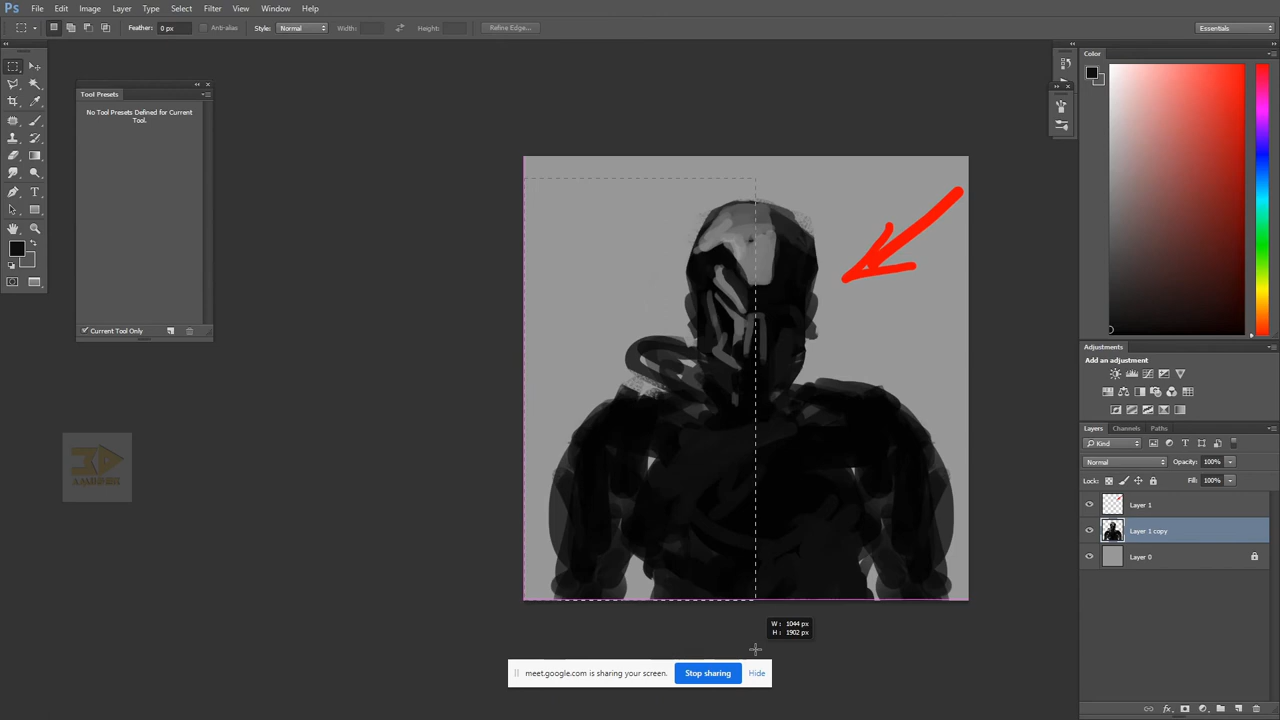 Ps File Edit Image Layer Type Select Filter View Window Help
Feather: 0 px Anti-alias Style: Normal Width: Height: Refine Edge... Essentials
Tool Presets
No Tool Presets Defined for Current
Tool.
Current Tool Only
Color
Adjustments
Add an adjustment
Layers Channels Paths
Kind
Normal Opacity: 100%
Lock: Fill: 100%
Layer 1
Layer 1 copy
Layer 0
W: 1044 px
H: 1902 px
meet.google.com is sharing your screen. Stop sharing Hide